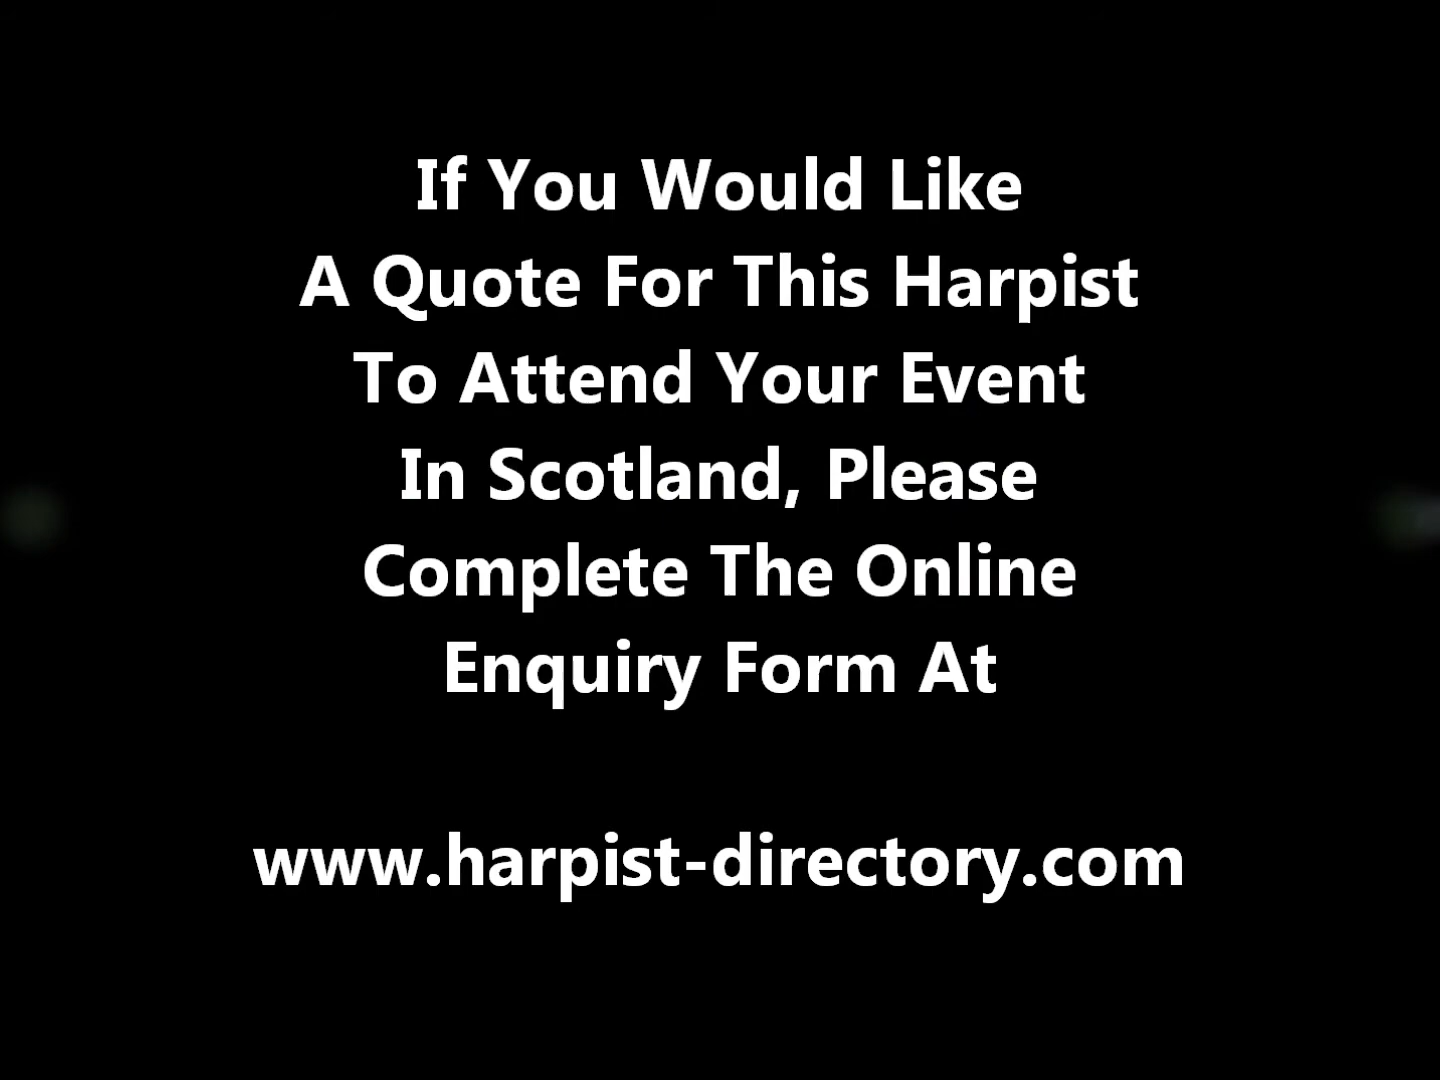 If You Would Like
A Quote For This Harpist
To Attend Your Event
In Scotland, Please
Complete The Online
Enquiry Form At
www.harpist-directory.com